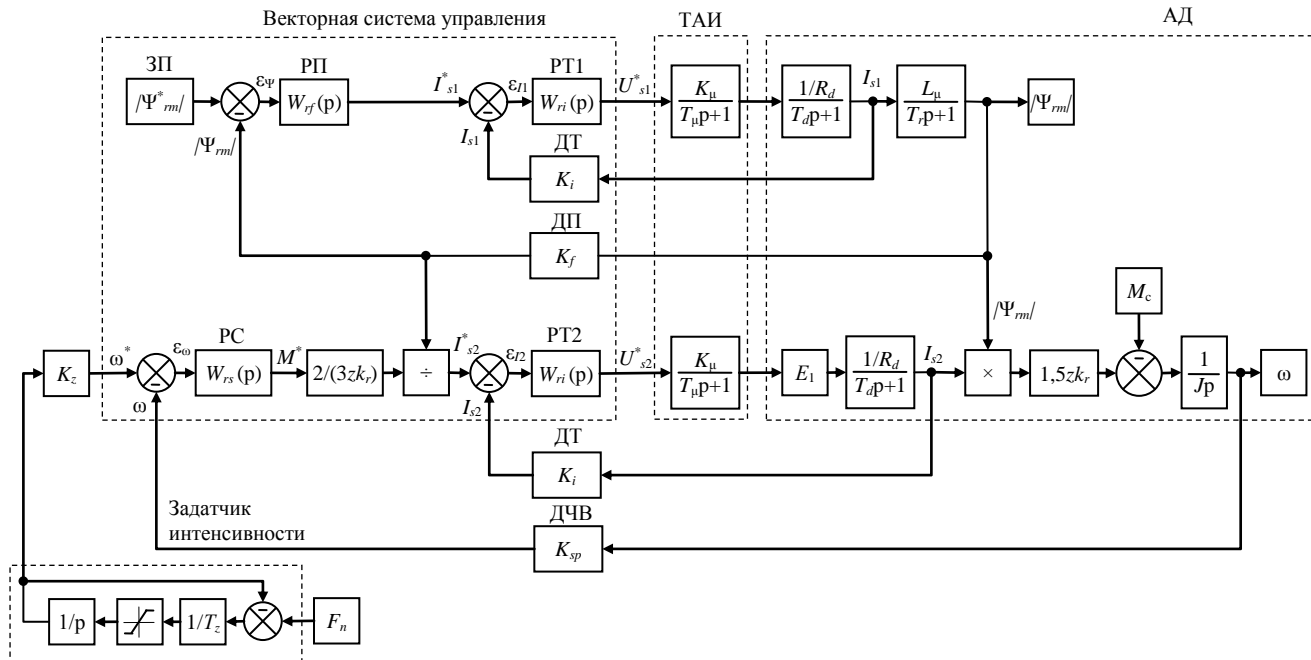 Векторная система управления
ТАИ
АД
ЗП
/Ψ*rm/
εΨ
РП
Wrf(p)
I*s1
εI1
РТ1
Wri(p)
U*s1
Kμ
Tμp+1
1/Rd
Tdp+1
Is1
Lμ
Trp+1
/Ψrm/
/Ψrm/
Is1
ДТ
Ki
ДП
Kf
/Ψrm/
Mс
Kz
ω*
εω
РС
Wrs(p)
M*
2/(3zkr)
÷
I*s2
εI2
РТ2
Wri(p)
U*s2
Kμ
Tμp+1
E1
1/Rd
Tdp+1
Is2
×
1,5zkr
1
Jp
ω
ω
Is2
ДТ
Ki
Задатчик
интенсивности
ДЧВ
Ksp
1/p
1/Tz
Fn